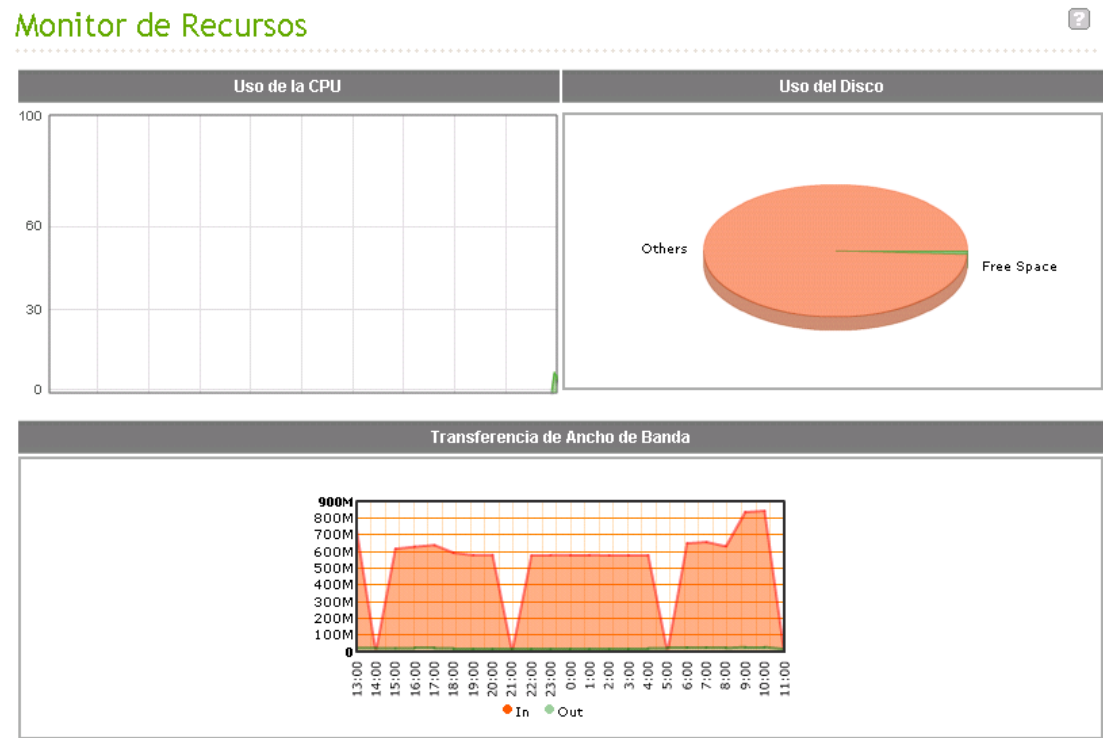 Monitor de Recursos
?
Uso de la CPU
Uso del Disco
100
60
30
0
Others
Free Space
Transferencia de Ancho de Banda
900M
800M
700M
600M
500M
400M
300M
200M
100M
0
13:00 14:00 15:00 16:00 17:00 18:00 19:00 20:00 21:00 22:00 23:00 0:00 1:00 2:00 3:00 4:00 5:00 6:00 7:00 8:00 9:00 10:00 11:00
In Out